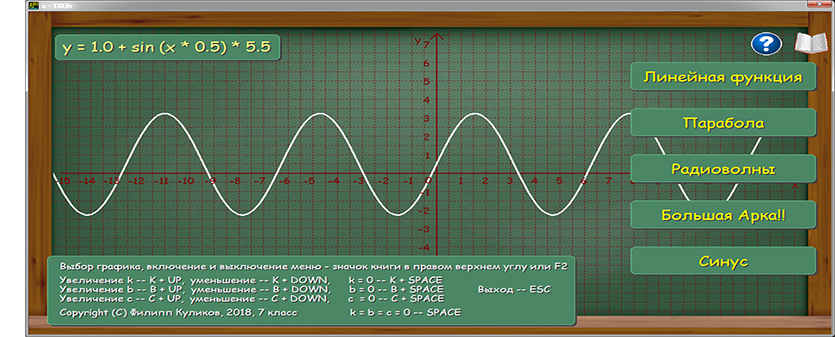 y = 1.0 + sin (x * 0.5) * 5.5
y
7
6
5
4
3
2
1
-15 -14 -13 -12 -11 -10 -9 -8 -7 -6 -5 -4 -3 -2 -1 0 1 2 3 4 5 6 7
x
-1
-2
-3
-4
?
Линейная функция
Парабола
Радиоволны
Большая Арка!!
Синус
Выбор графика, включение и выключение меню - значок книги в правом верхнем углу или F2
Увеличение k -- K + UP, уменьшение -- K + DOWN, k = 0 -- K + SPACE
Увеличение b -- B + UP, уменьшение -- B + DOWN, b = 0 -- B + SPACE Выход -- ESC
Увеличение c -- C + UP, уменьшение -- C + DOWN, c = 0 -- C + SPACE
Copyright (C) Филипп Куликов, 2018, 7 класс k = b = c = 0 -- SPACE